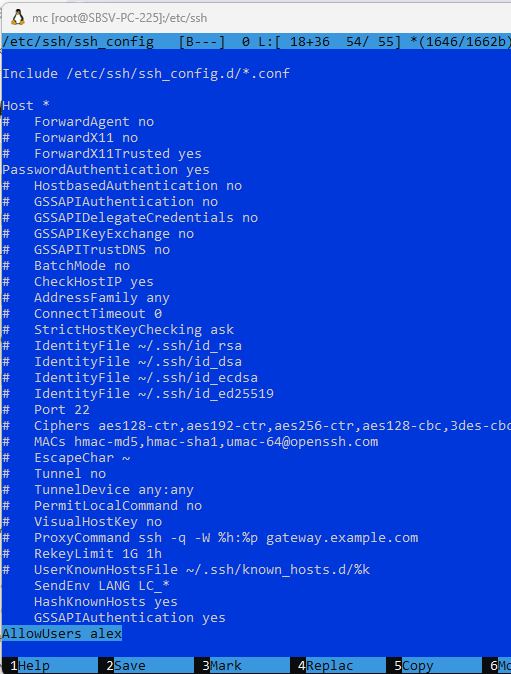 mc [root@SBSV-PC-225]:/etc/ssh
/etc/ssh/ssh_config   [B---]  0 L:[ 18+36  54/ 55] *(1646/1662b)
Include /etc/ssh/ssh_config.d/*.conf
Host *
#   ForwardAgent no
#   ForwardX11 no
#   ForwardX11Trusted yes
PasswordAuthentication yes
#   HostbasedAuthentication no
#   GSSAPIAuthentication no
#   GSSAPIDelegateCredentials no
#   GSSAPIKeyExchange no
#   GSSAPITrustDNS no
#   BatchMode no
#   CheckHostIP yes
#   AddressFamily any
#   ConnectTimeout 0
#   StrictHostKeyChecking ask
#   IdentityFile ~/.ssh/id_rsa
#   IdentityFile ~/.ssh/id_dsa
#   IdentityFile ~/.ssh/id_ecdsa
#   IdentityFile ~/.ssh/id_ed25519
#   Port 22
#   Ciphers aes128-ctr,aes192-ctr,aes256-ctr,aes128-cbc,3des-cbc
#   MACs hmac-md5,hmac-sha1,umac-64@openssh.com
#   EscapeChar ~
#   Tunnel no
#   TunnelDevice any:any
#   PermitLocalCommand no
#   VisualHostKey no
#   ProxyCommand ssh -q -W %h:%p gateway.example.com
#   RekeyLimit 1G 1h
#   UserKnownHostsFile ~/.ssh/known_hosts.d/%k
    SendEnv LANG LC_*
    HashKnownHosts yes
    GSSAPIAuthentication yes
AllowUsers alex
1Help   2Save   3Mark   4Replac   5Copy   6Mo